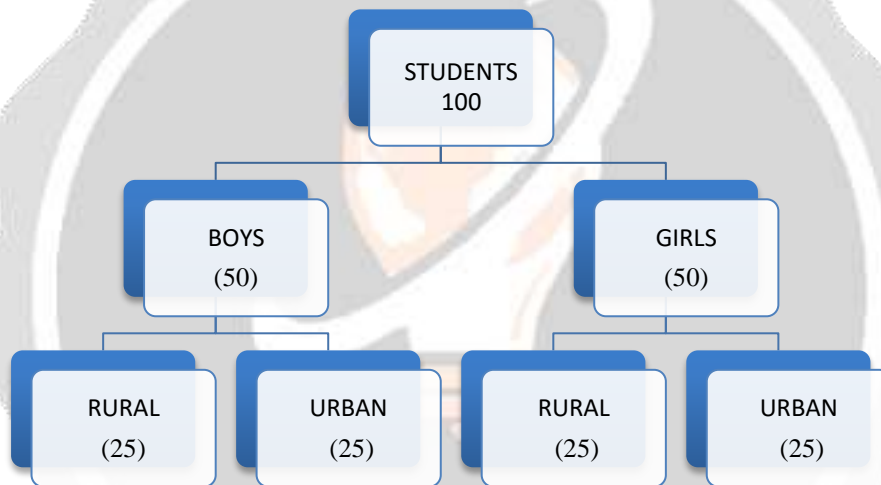 STUDENTS
100
BOYS
(50)
GIRLS
(50)
RURAL
(25)
URBAN
(25)
RURAL
(25)
URBAN
(25)